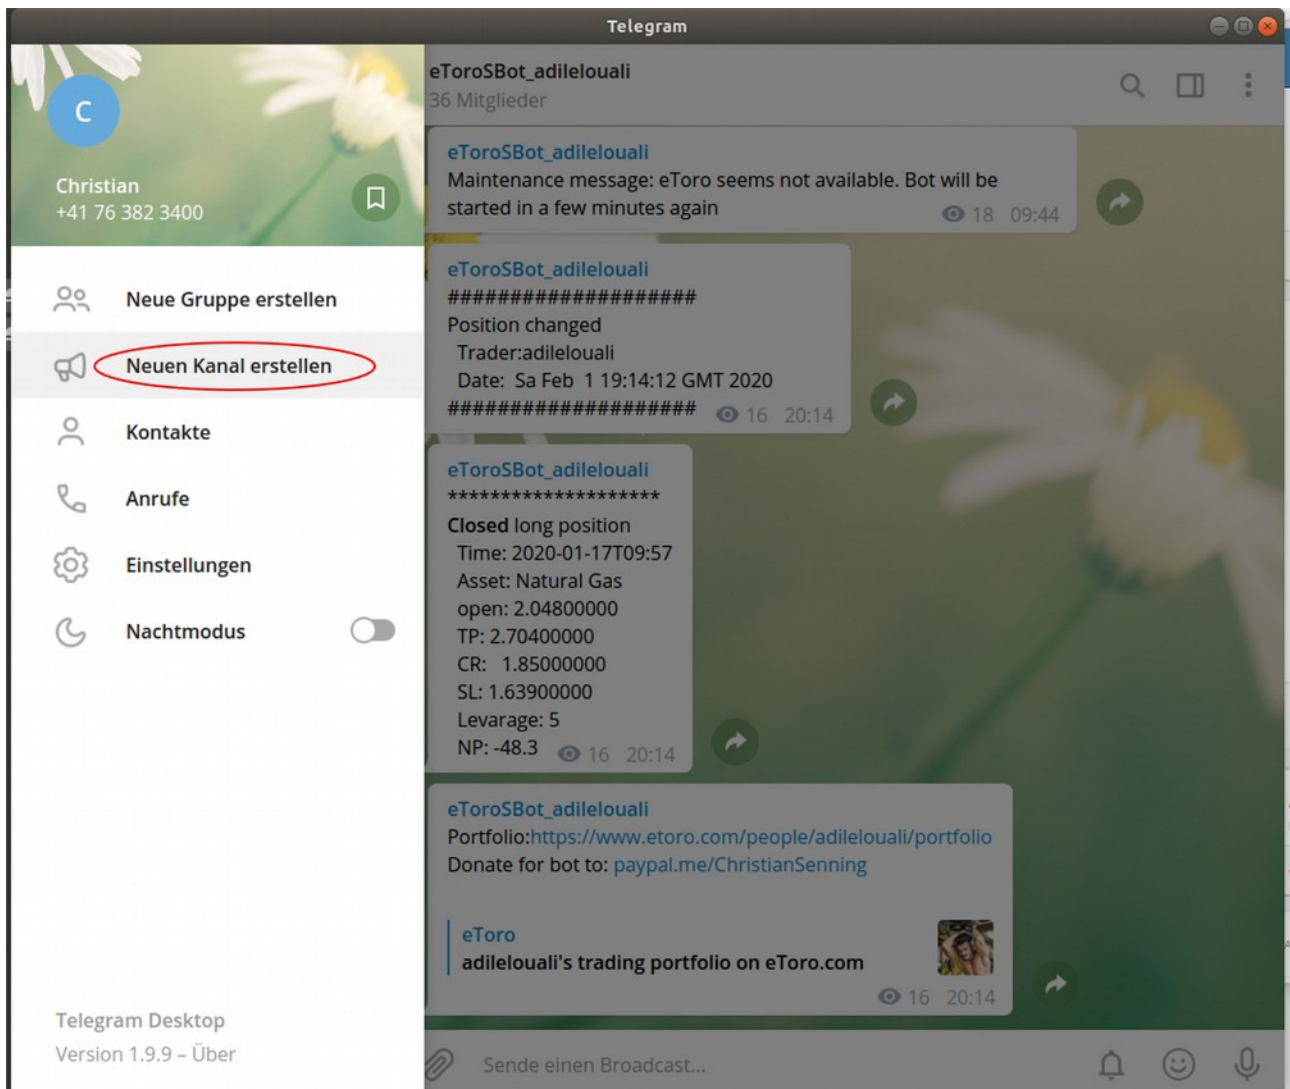 Telegram
C
Christian
+41 76 382 3400
Neue Gruppe erstellen
Neuen Kanal erstellen
Kontakte
Anrufe
Einstellungen
Nachtmodus
Telegram Desktop
Version 1.9.9 – Über
eToroSBot_adilelouali
36 Mitglieder
eToroSBot_adilelouali
Maintenance message: eToro seems not available. Bot will be
started in a few minutes again
18 09:44
eToroSBot_adilelouali
####################
Position changed
Trader:adilelouali
Date: Sa Feb 1 19:14:12 GMT 2020
####################
16 20:14
eToroSBot_adilelouali
********************
Closed long position
Time: 2020-01-17T09:57
Asset: Natural Gas
open: 2.04800000
TP: 2.70400000
CR: 1.85000000
SL: 1.63900000
Levarage: 5
NP: -48.3
16 20:14
eToroSBot_adilelouali
Portfolio:https://www.etoro.com/people/adilelouali/portfolio
Donate for bot to: paypal.me/ChristianSenning
eToro
adilelouali's trading portfolio on eToro.com
16 20:14
Sende einen Broadcast...